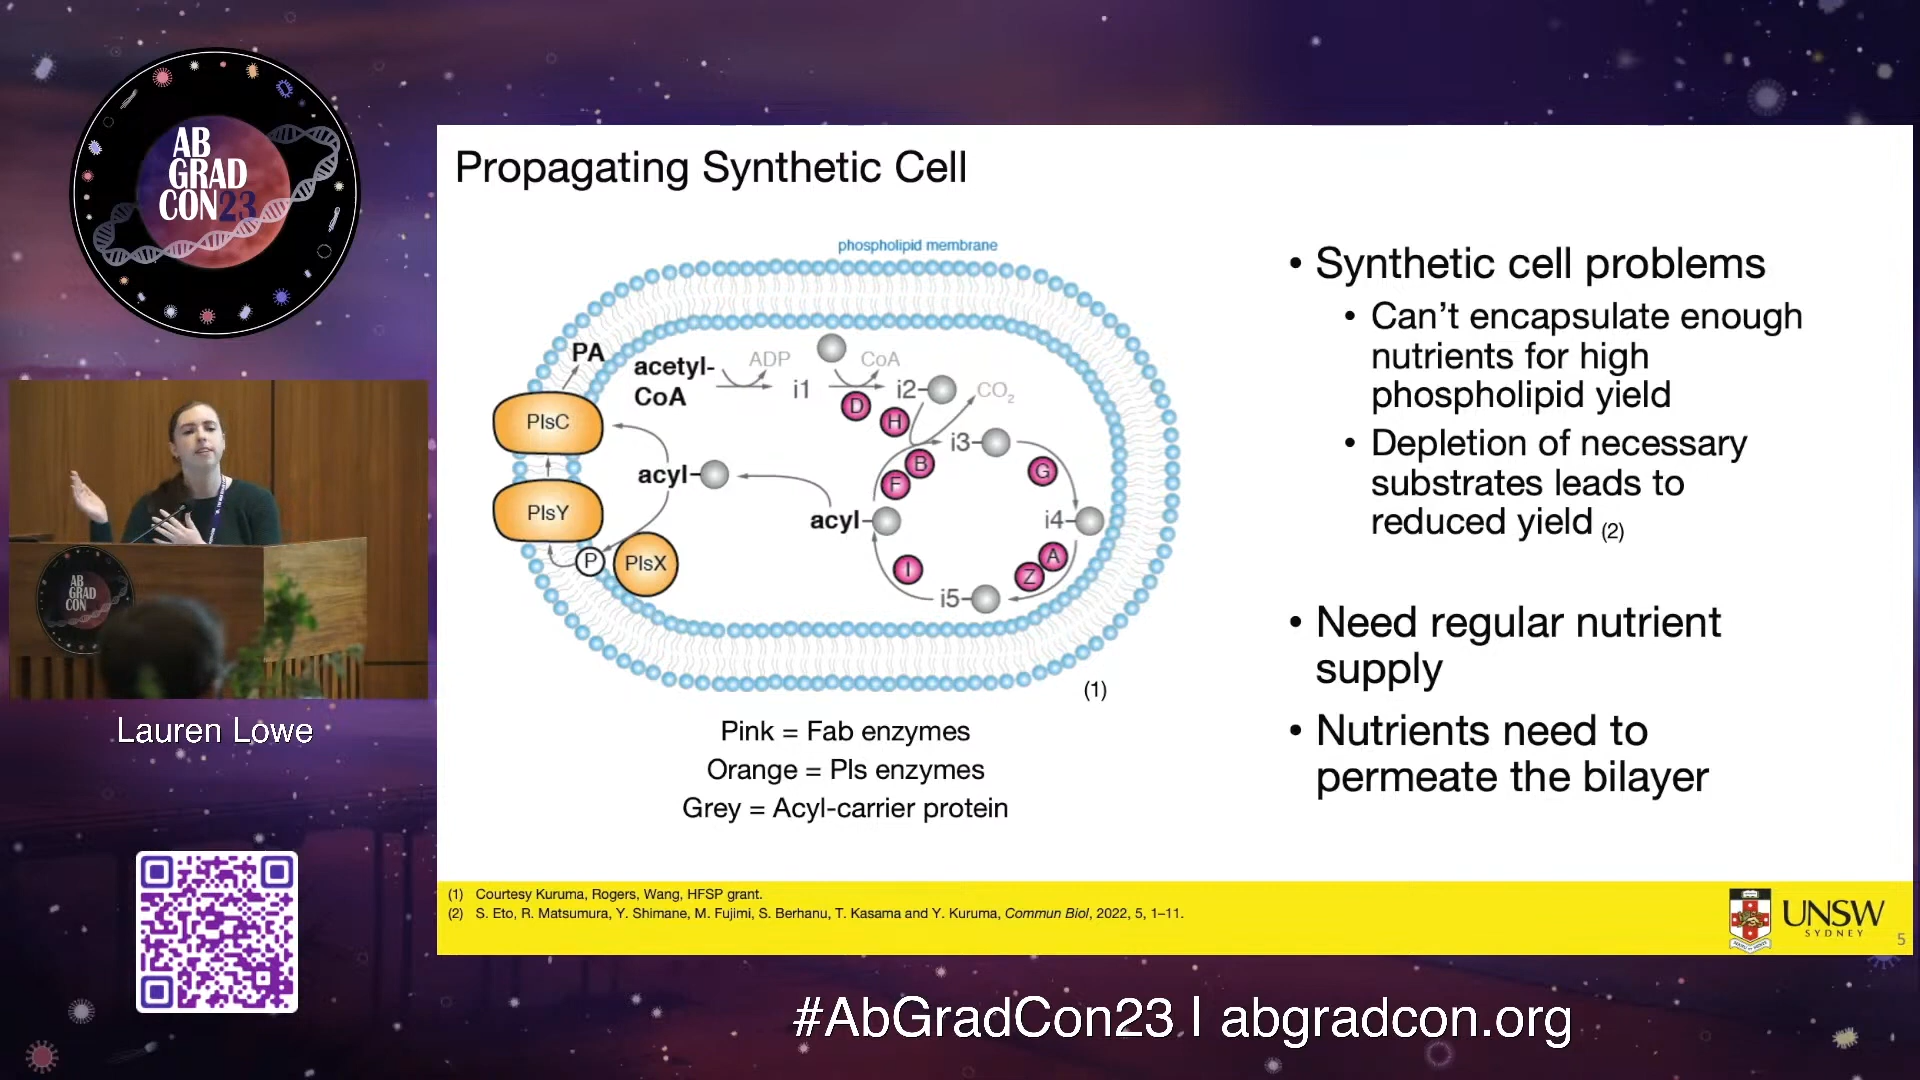 AB
GRAD
CON23
Propagating Synthetic Cell
phospholipid membrane
PA
acetyl-
CoA
ADP
i1
CoA
i2-
CO2
D
H
i3-
B
F
G
i4-
A
Z
i5-
I
acyl-
acyl-
PlsC
PlsY
P
PlsX
(1)
Pink = Fab enzymes
Orange = Pls enzymes
Grey = Acyl-carrier protein
• Synthetic cell problems
• Can’t encapsulate enough
nutrients for high
phospholipid yield
• Depletion of necessary
substrates leads to
reduced yield (2)
• Need regular nutrient
supply
• Nutrients need to
permeate the bilayer
AB
GRAD
CON
Lauren Lowe
(1) Courtesy Kuruma, Rogers, Wang, HFSP grant.
(2) S. Eto, R. Matsumura, Y. Shimane, M. Fujimi, S. Berhanu, T. Kasama and Y. Kuruma, Commun Biol, 2022, 5, 1–11.
UNSW
SYDNEY
5
#AbGradCon23 | abgradcon.org